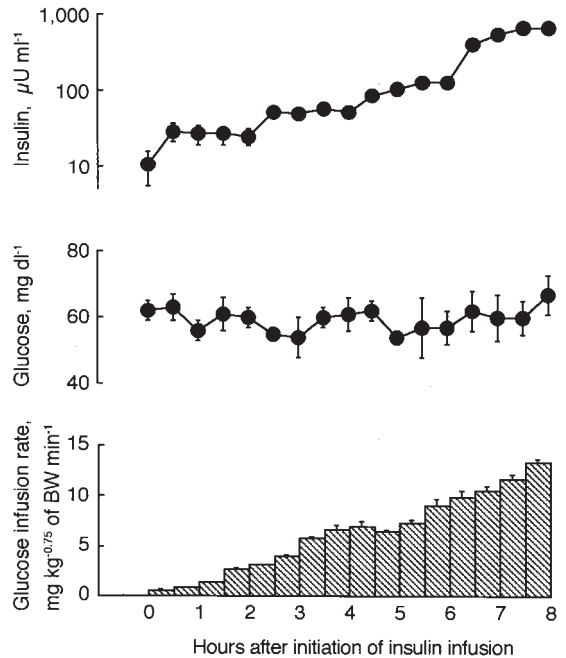 Insulin, μU ml-1
1,000
100
10
Glucose, mg dl-1
80
60
40
Glucose infusion rate,
mg kg-0.75 of BW min-1
15
10
5
0
0 1 2 3 4 5 6 7 8
Hours after initiation of insulin infusion